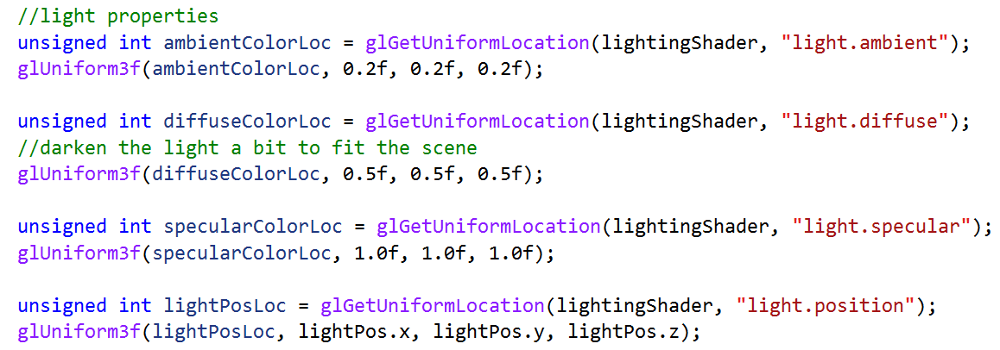 //light properties
unsigned int ambientColorLoc = glGetUniformLocation(lightingShader, "light.ambient");
glUniform3f(ambientColorLoc, 0.2f, 0.2f, 0.2f);
unsigned int diffuseColorLoc = glGetUniformLocation(lightingShader, "light.diffuse");
//darken the light a bit to fit the scene
glUniform3f(diffuseColorLoc, 0.5f, 0.5f, 0.5f);
unsigned int specularColorLoc = glGetUniformLocation(lightingShader, "light.specular");
glUniform3f(specularColorLoc, 1.0f, 1.0f, 1.0f);
unsigned int lightPosLoc = glGetUniformLocation(lightingShader, "light.position");
glUniform3f(lightPosLoc, lightPos.x, lightPos.y, lightPos.z);